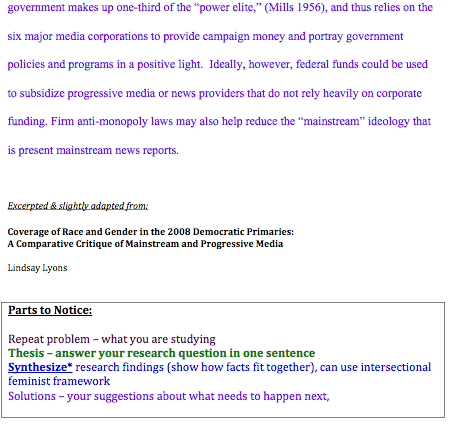 government makes up one-third of the “power elite,” (Mills 1956), and thus relies on the
six major media corporations to provide campaign money and portray government
policies and programs in a positive light.  Ideally, however, federal funds could be used
to subsidize progressive media or news providers that do not rely heavily on corporate
funding. Firm anti-monopoly laws may also help reduce the “mainstream” ideology that
is present mainstream news reports.
Excerpted & slightly adapted from:
Coverage of Race and Gender in the 2008 Democratic Primaries:
A Comparative Critique of Mainstream and Progressive Media
Lindsay Lyons
Parts to Notice:
Repeat problem – what you are studying
Thesis – answer your research question in one sentence
Synthesize* research findings (show how facts fit together), can use intersectional
feminist framework
Solutions – your suggestions about what needs to happen next,